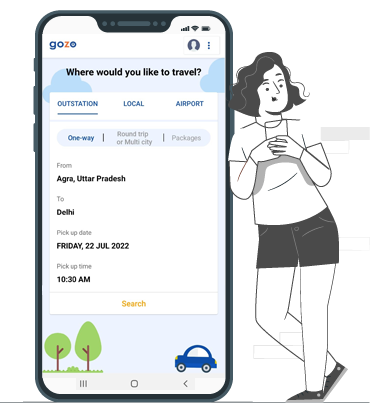 gozo
Where would you like to travel?
OUTSTATION LOCAL AIRPORT
One-way | Round trip
or Multi city | Packages
From
Agra, Uttar Pradesh
To
Delhi
Pick up date
FRIDAY, 22 JUL 2022
Pick up time
10:30 AM
Search